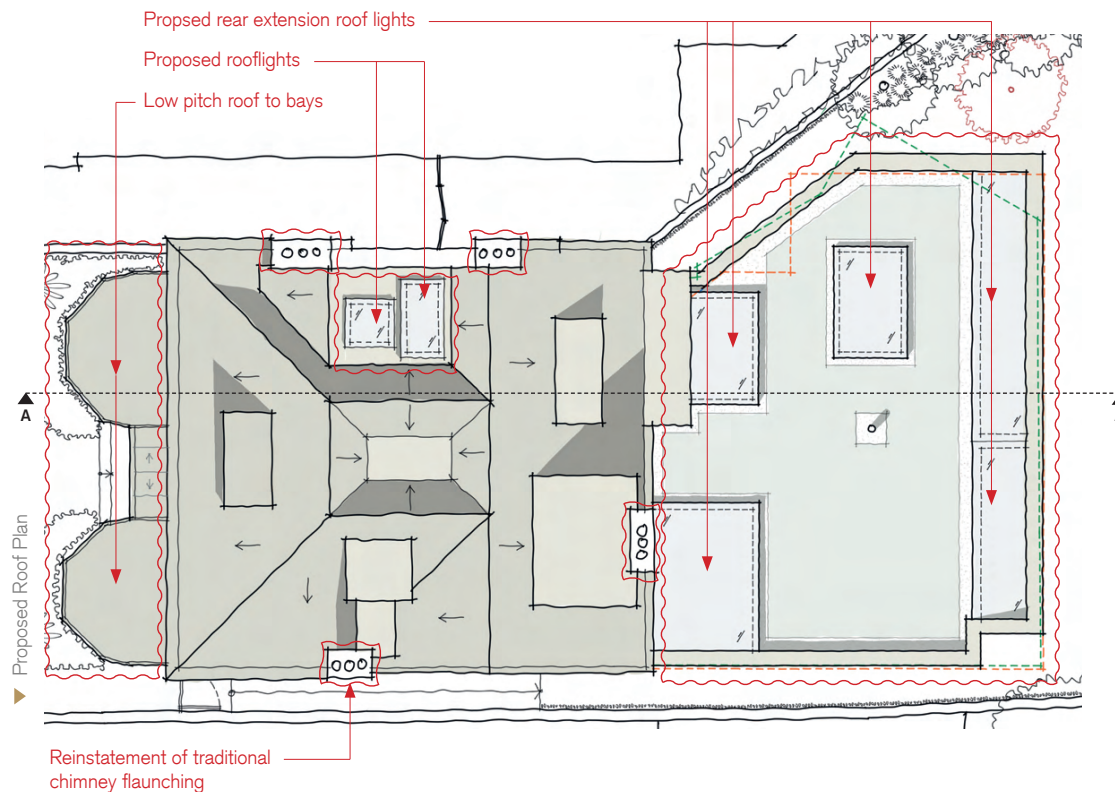 Propsed rear extension roof lights
Proposed rooflights
Low pitch roof to bays
A
Proposed Roof Plan
Reinstatement of traditional
chimney flaunching